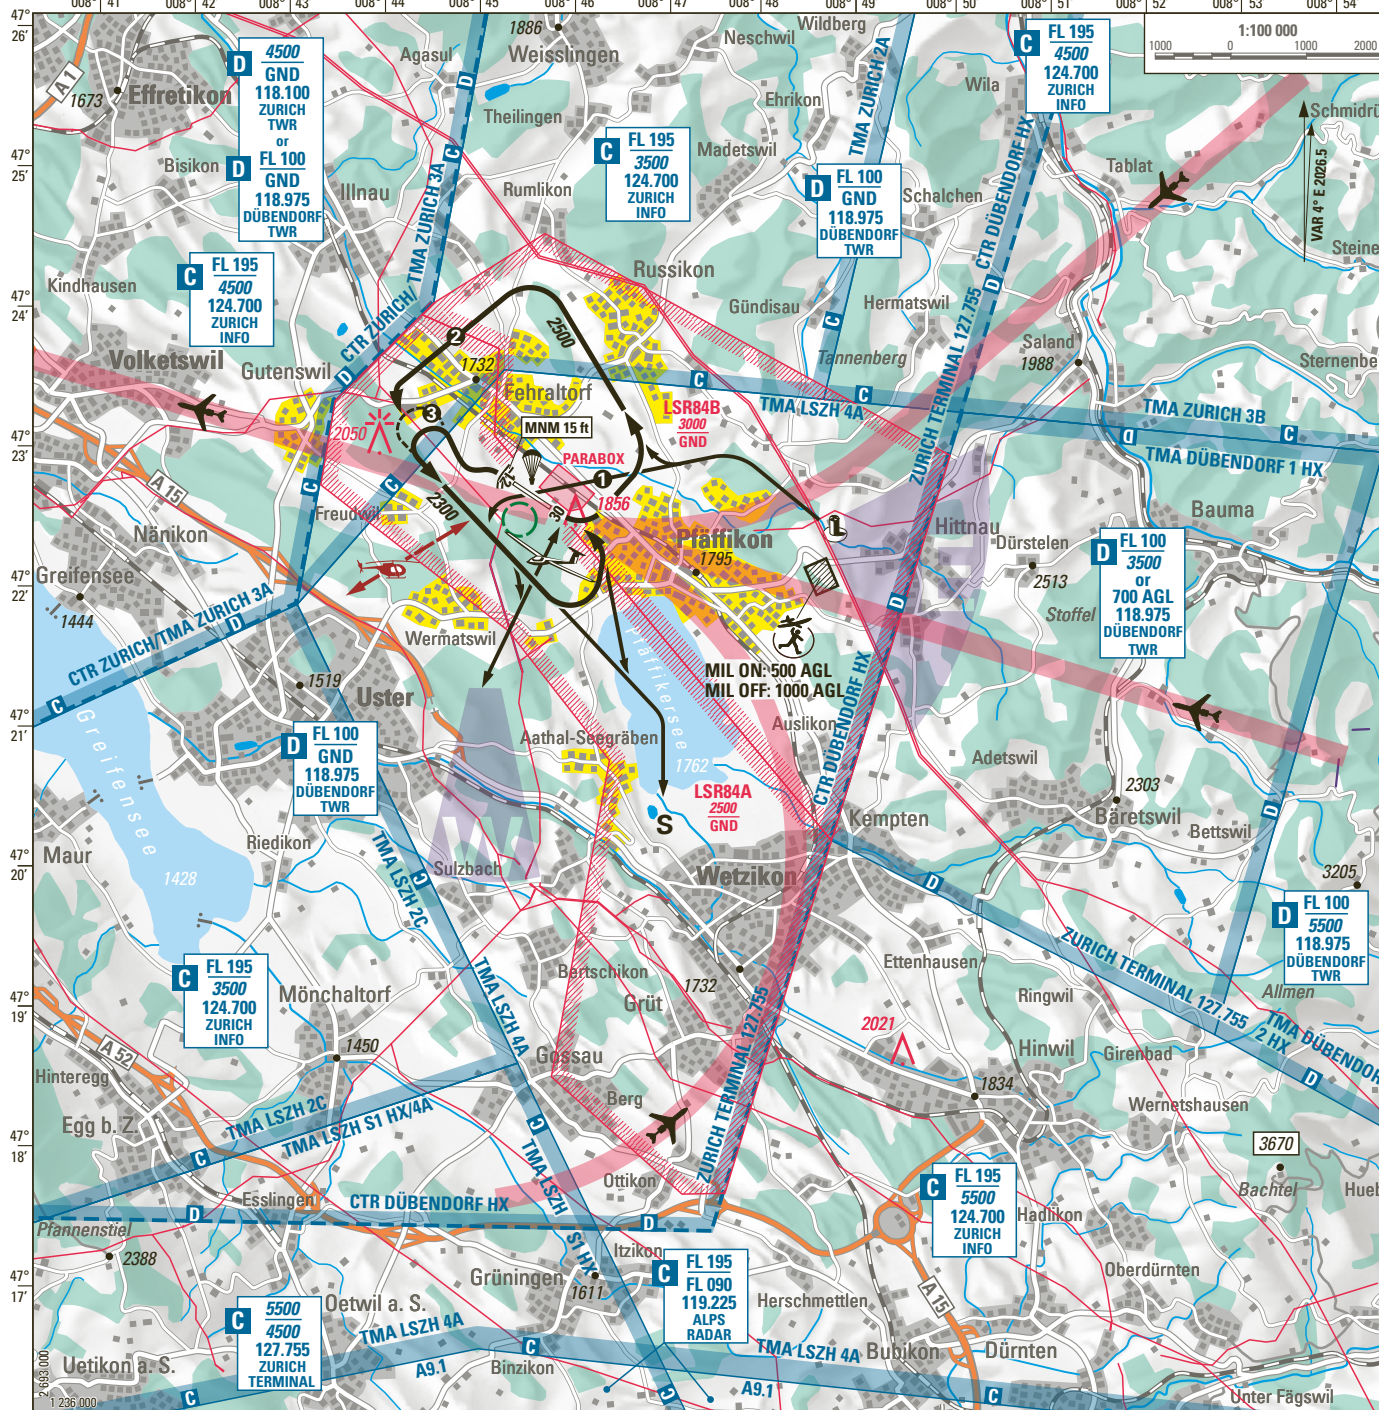 008° 41
008° 42
008° 43
008° 44
008° 45
008° 46
008° 47
008° 48
008° 49
008° 50
008° 51
008° 52
008° 53
008° 54
47°
26'
47°
25'
47°
24'
47°
23'
47°
22'
47°
21'
47°
20'
47°
19'
47°
18'
47°
17'
1:100 000
1000 0 1000 2000
VAR 4° E 2026.5
A 1
1673
Effretikon
Bisikon
Illnau
Kindhausen
Agasul
1886
Weisslingen
Theilingen
Rumlikon
Neschwil
Wildberg
Ehrikon
Madetswil
Schalchen
Wila
Tablat
Schmidrü
Steine
Sternenbe
D 4500
GND
118.100
ZURICH
TWR
or
D FL 100
GND
118.975
DÜBENDORF
TWR
C FL 195
3500
124.700
ZURICH
INFO
D FL 100
GND
118.975
DÜBENDORF
TWR
C FL 195
4500
124.700
ZURICH
INFO
C FL 195
4500
124.700
ZURICH
INFO
TMA ZURICH 2A
CTR ZURICH/ TMA ZURICH 3A
CTR DÜBENDORF HX
ZURICH TERMINAL 127.755
Russikon
Gündisau
Hermatswil
Tannenberg
Saland
1988
Volketswil
Gutenswil
2
2500
1732
Fehraltorf
3
MNM 15 ft
2050
PARABOX
12
1
30
1856
2500
LSR84B
3000
GND
TMA LSZH 4A
TMA ZURICH 3B
TMA DÜBENDORF 1 HX
A 15
Nänikon
Freudwil
Greifensee
1444
Wermatswil
Pfäffikon
1795
Hittnau
Dürstelen
2513
Stoffel
Bauma
D FL 100
3500
or
700 AGL
118.975
DÜBENDORF
TWR
CTR ZURICH/TMA ZURICH 3A
1519
Uster
Greifensee
Pfäffikersee
MIL ON: 500 AGL
MIL OFF: 1000 AGL
Auslikon
CTR DÜBENDORF HX
Aathal-Seegräben
1762
LSR84A
2500
GND
S
Kempten
Adetswil
2303
Bäretswil
Bettswil
3205
D FL 100
GND
118.975
DÜBENDORF
TWR
Maur
Riedikon
1428
Sulzbach
Wetzikon
TMA LSZH 2C
D FL 100
5500
118.975
DÜBENDORF
TWR
Allmen
C FL 195
3500
124.700
ZURICH
INFO
Mönchaltorf
1450
TMA LSZH 4A
Bertschikon
Grüt
1732
Ettenhausen
Ringwil
ZURICH TERMINAL 127.755
TMA DÜBENDOR
2 HX
A 52
Hinteregg
Egg b. Z.
Gossau
Berg
ZURICH TERMINAL 127.755
2021
Hinwil
Girenbad
1834
Wernetshausen
3670
Bachtel
Hueb
TMA LSZH 2C
TMA LSZH S1 HX/4A
TMA LSZH
S1 HX
Ottikon
Esslingen
CTR DÜBENDORF HX
Pfannenstiel
2388
Itzikon
Grüningen
1611
C FL 195
FL 090
119.225
ALPS
RADAR
C FL 195
5500
124.700
ZURICH
INFO
Hadlikon
Oberdürnten
Herschmettlen
A 15
C 5500
4500
127.755
ZURICH
TERMINAL
Oetwil a. S.
TMA LSZH 4A
A9.1
Uetikon a. S.
Binzikon
TMA LSZH 4A
A9.1
Bubikon
Dürnten
Unter Fägswil
2 693 000
1 236 000